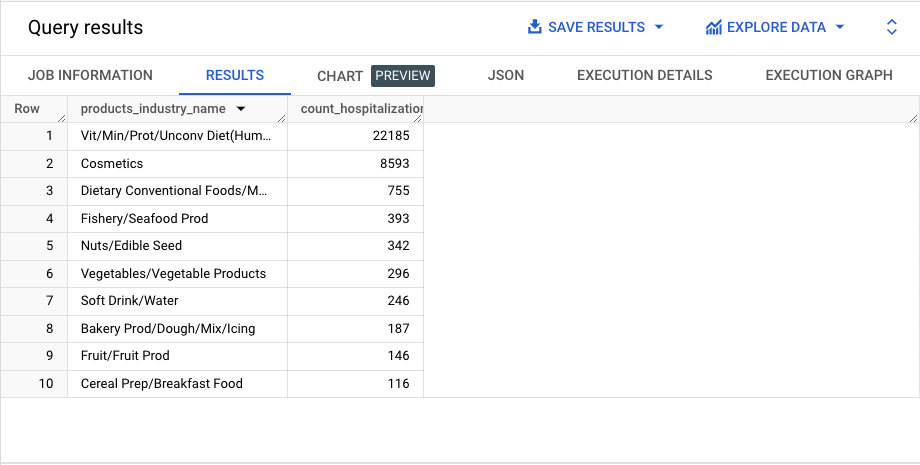 Query results SAVE RESULTS EXPLORE DATA
JOB INFORMATION RESULTS CHART PREVIEW JSON EXECUTION DETAILS EXECUTION GRAPH
Row products_industry_name count_hospitalization
1 Vit/Min/Prot/Unconv Diet(Hum... 22185
2 Cosmetics 8593
3 Dietary Conventional Foods/M... 755
4 Fishery/Seafood Prod 393
5 Nuts/Edible Seed 342
6 Vegetables/Vegetable Products 296
7 Soft Drink/Water 246
8 Bakery Prod/Dough/Mix/Icing 187
9 Fruit/Fruit Prod 146
10 Cereal Prep/Breakfast Food 116